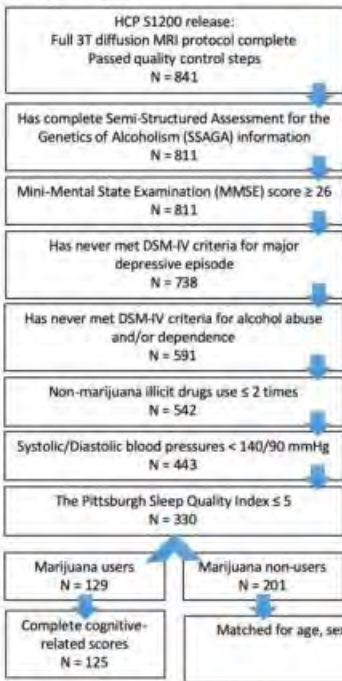 HCP S1200 release:
Full 3T diffusion MRI protocol complete
Passed quality control steps
N = 841
Has complete Semi-Structured Assessment for the
Genetics of Alcoholism (SSAGA) information
N = 811
Mini-Mental State Examination (MMSE) score ≥ 26
N = 811
Has never met DSM-IV criteria for major
depressive episode
N = 738
Has never met DSM-IV criteria for alcohol abuse
and/or dependence
N = 591
Non-marijuana illicit drugs use ≤ 2 times
N = 542
Systolic/Diastolic blood pressures < 140/90 mmHg
N = 443
The Pittsburgh Sleep Quality Index ≤ 5
N = 330
Marijuana users
N = 129
Marijuana non-users
N = 201
Complete cognitive-
related scores
N = 125
Matched for age, sex